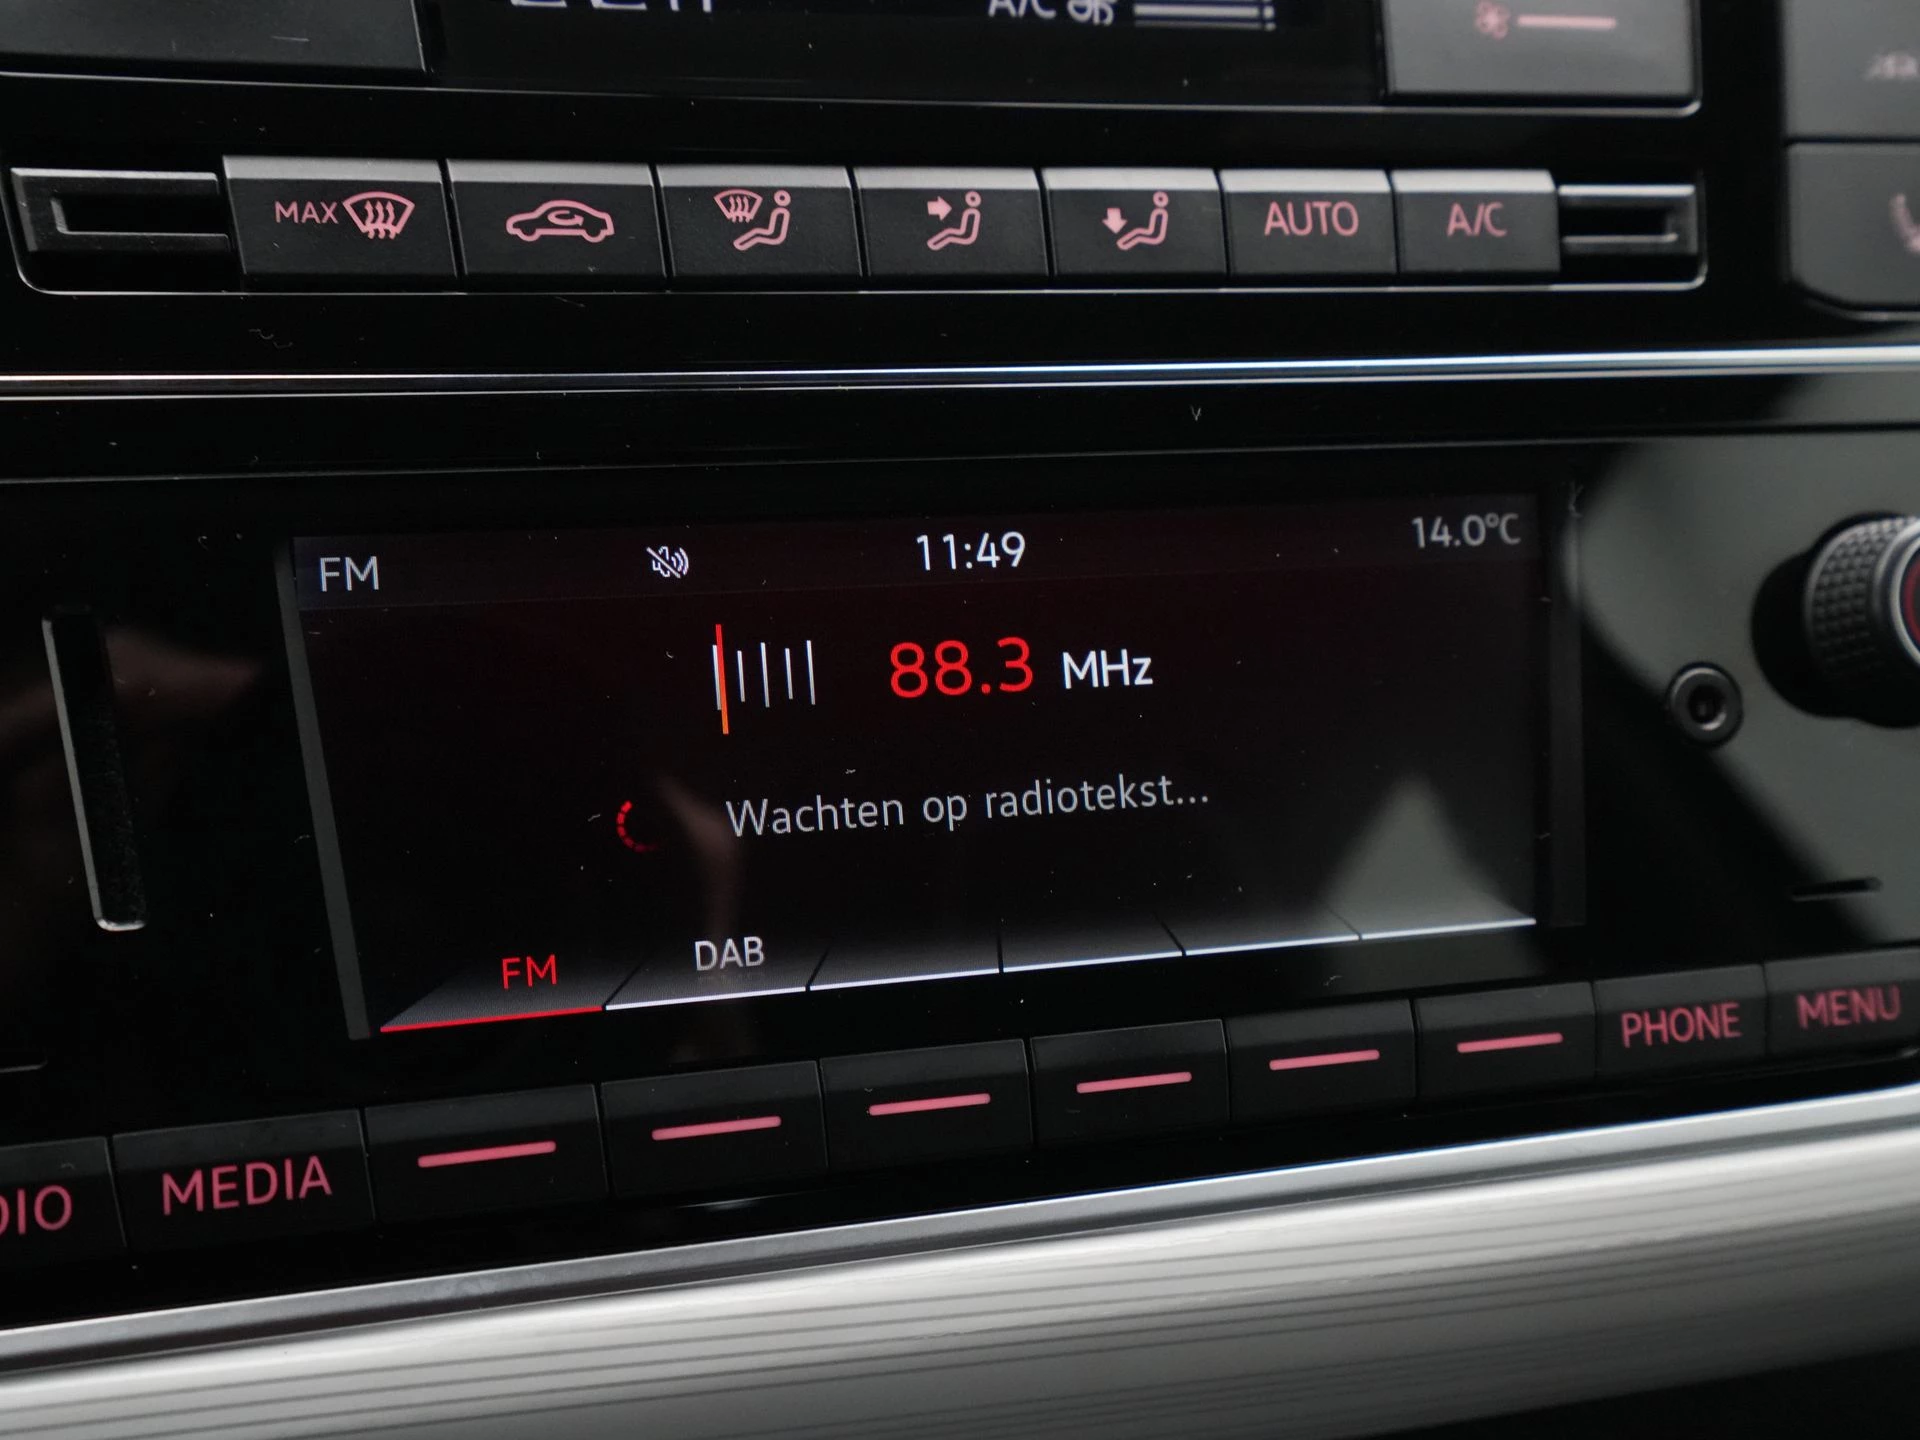 A/C
MAX
AUTO
A/C
FM
11:49
14.0°C
88.3 MHz
Wachten op radiotekst...
FM
DAB
MEDIA
PHONE
MENU